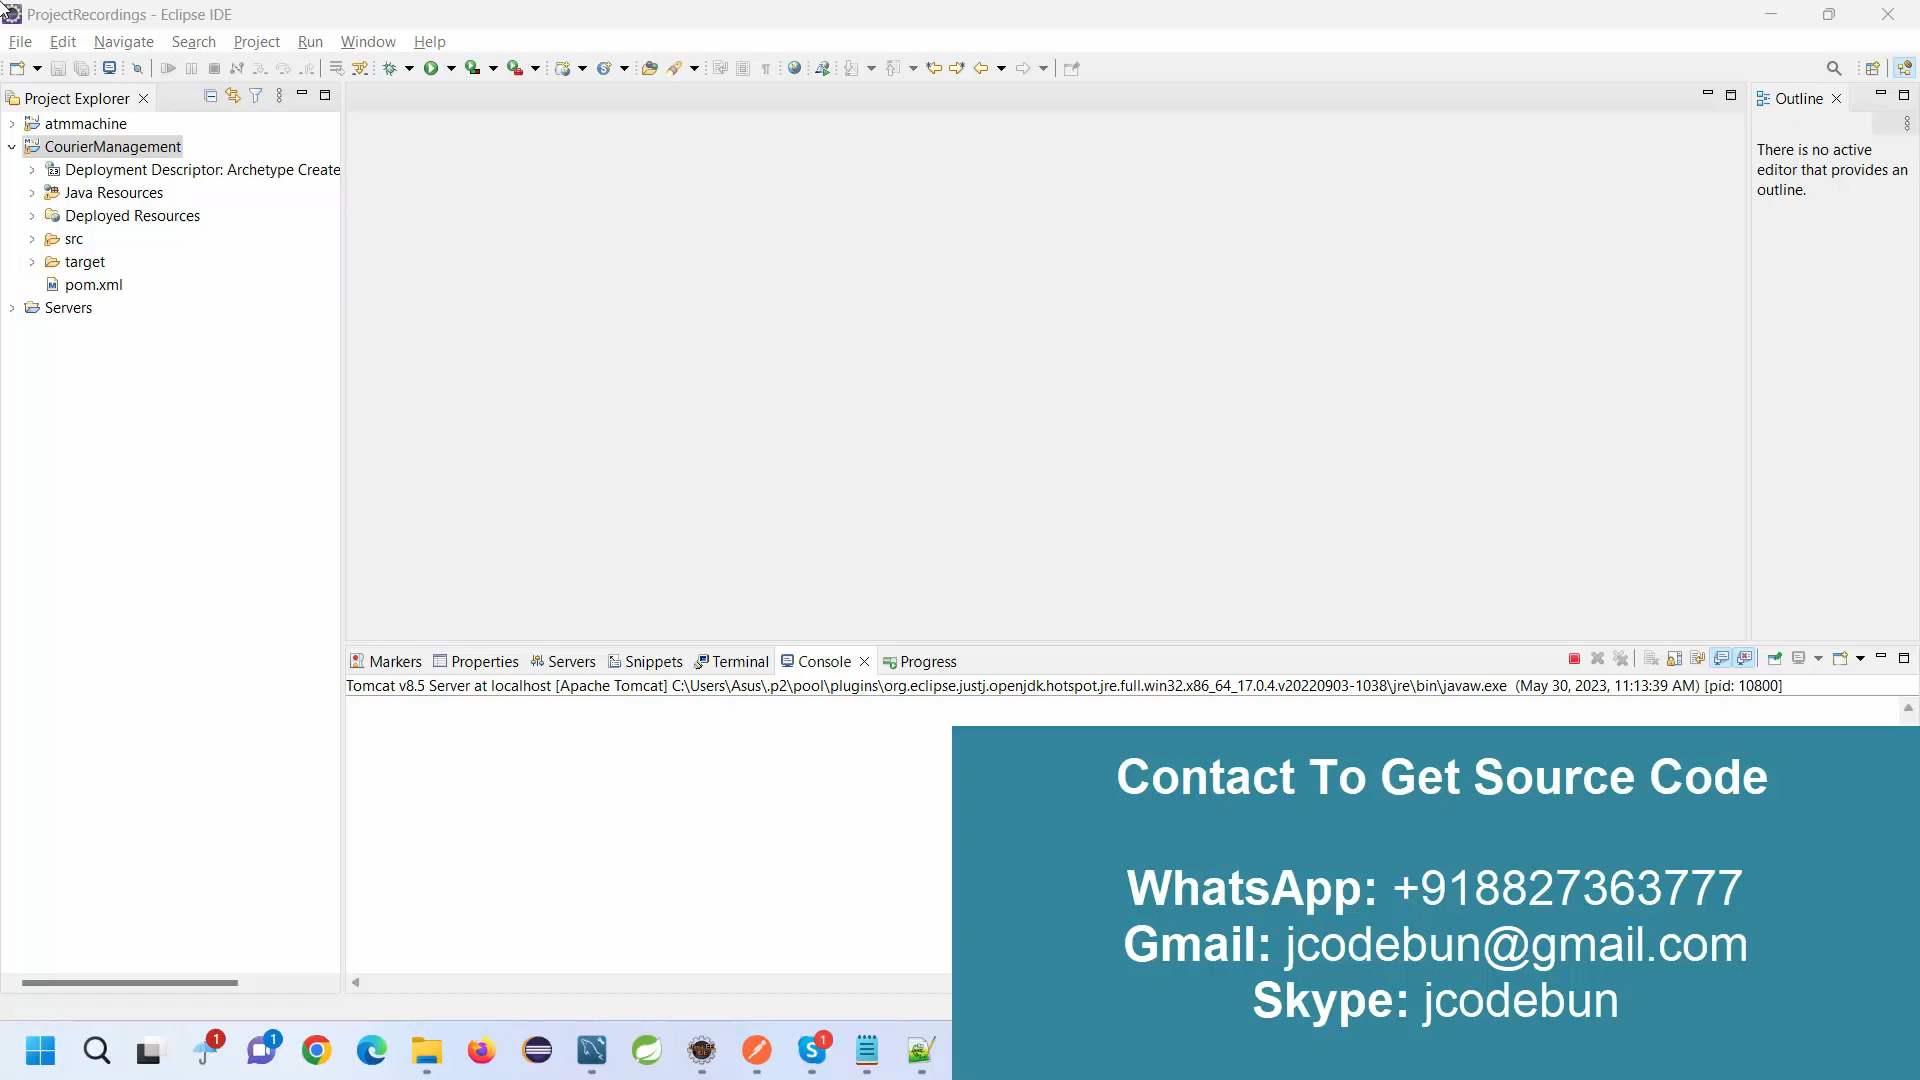 ProjectRecordings - Eclipse IDE
File Edit Navigate Search Project Run Window Help
Project Explorer
atmmachine
CourierManagement
Deployment Descriptor: Archetype Create
Java Resources
Deployed Resources
src
target
pom.xml
Servers
Outline
There is no active
editor that provides an
outline.
Markers Properties Servers Snippets Terminal Console Progress
Tomcat v8.5 Server at localhost [Apache Tomcat] C:\Users\Asus\.p2\pool\plugins\org.eclipse.justj.openjdk.hotspot.jre.full.win32.x86_64_17.0.4.v20220903-1038\jre\bin\javaw.exe (May 30, 2023, 11:13:39 AM) [pid: 10800]
Contact To Get Source Code
WhatsApp: +918827363777
Gmail: jcodebun@gmail.com
Skype: jcodebun
1 1 1